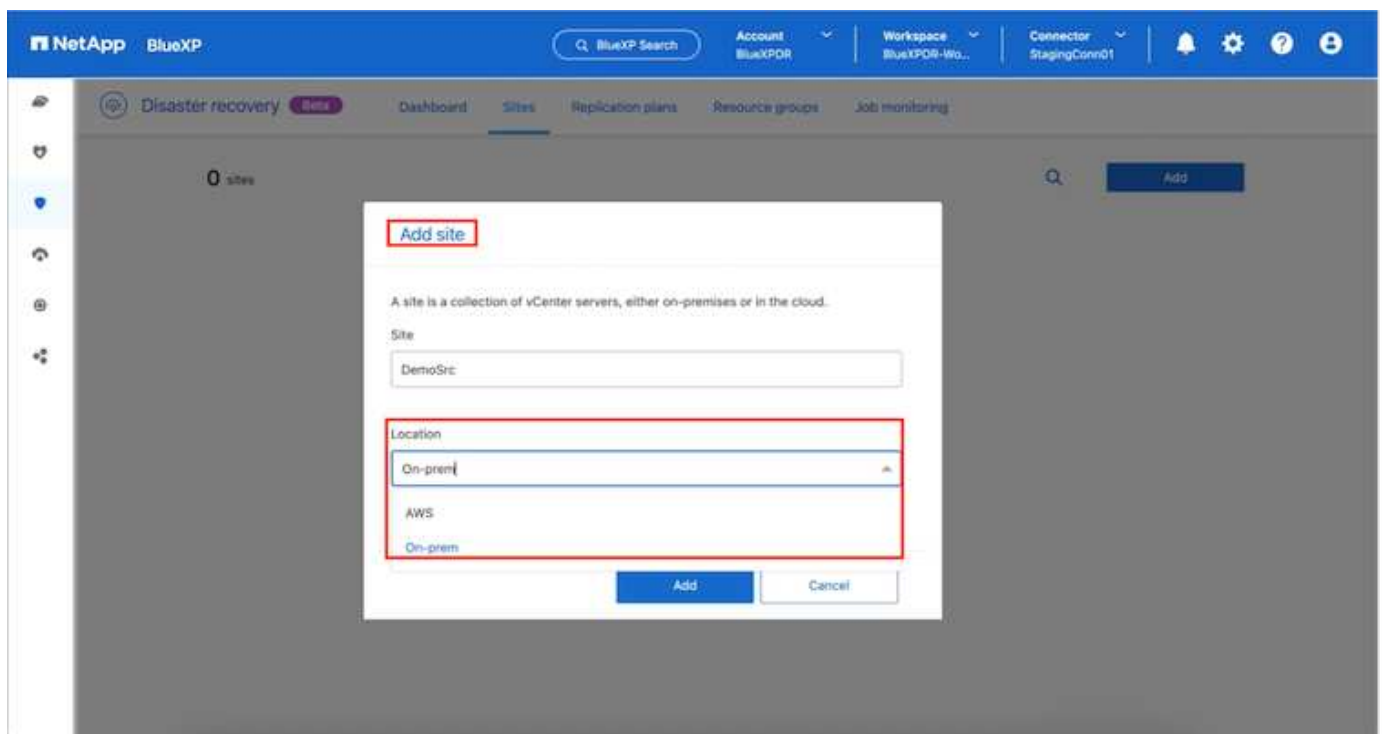 NetApp BlueXP
BlueXP Search
Account
BlueXPDR
Workspace
BlueXPDR-Wo...
Connector
StagingConn01
Disaster recovery Beta
Dashboard Sites Replication plans Resource groups Job monitoring
0 sites
Add
Add site
A site is a collection of vCenter servers, either on-premises or in the cloud.
Site
DemoSrc
Location
On-prem
AWS
On-prem
Add Cancel